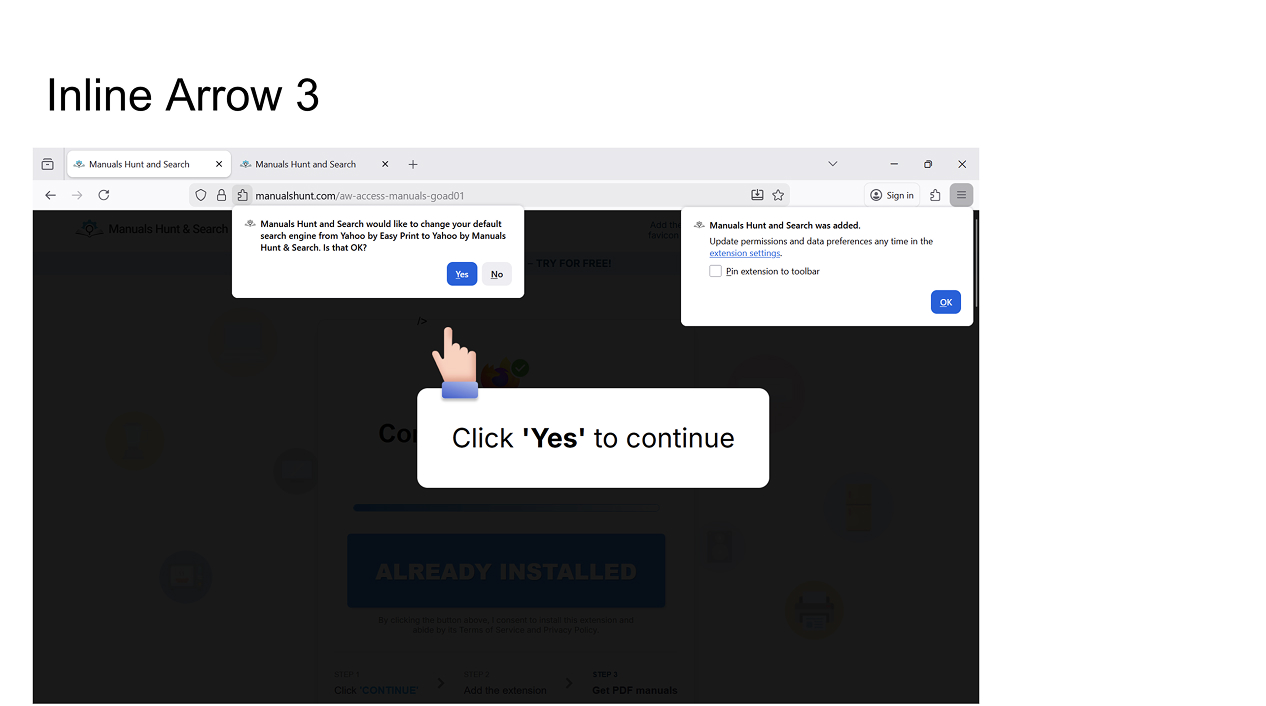 Inline Arrow 3
Manuals Hunt and Search
Manuals Hunt and Search
manualshunt.com/aw-access-manuals-goad01
Sign in
Manuals Hunt & Search
Manuals Hunt and Search would like to change your default
search engine from Yahoo by Easy Print to Yahoo by Manuals
Hunt & Search. Is that OK?
Yes
No
Add the
favicon
- TRY FOR FREE!
Manuals Hunt and Search was added.
Update permissions and data preferences any time in the
extension settings.
Pin extension to toolbar
OK
/>
Click 'Yes' to continue
ALREADY INSTALLED
By clicking the button above, I consent to install this extension and
abide by its Terms of Service and Privacy Policy.
STEP 1
Click 'CONTINUE'
STEP 2
Add the extension
STEP 3
Get PDF manuals